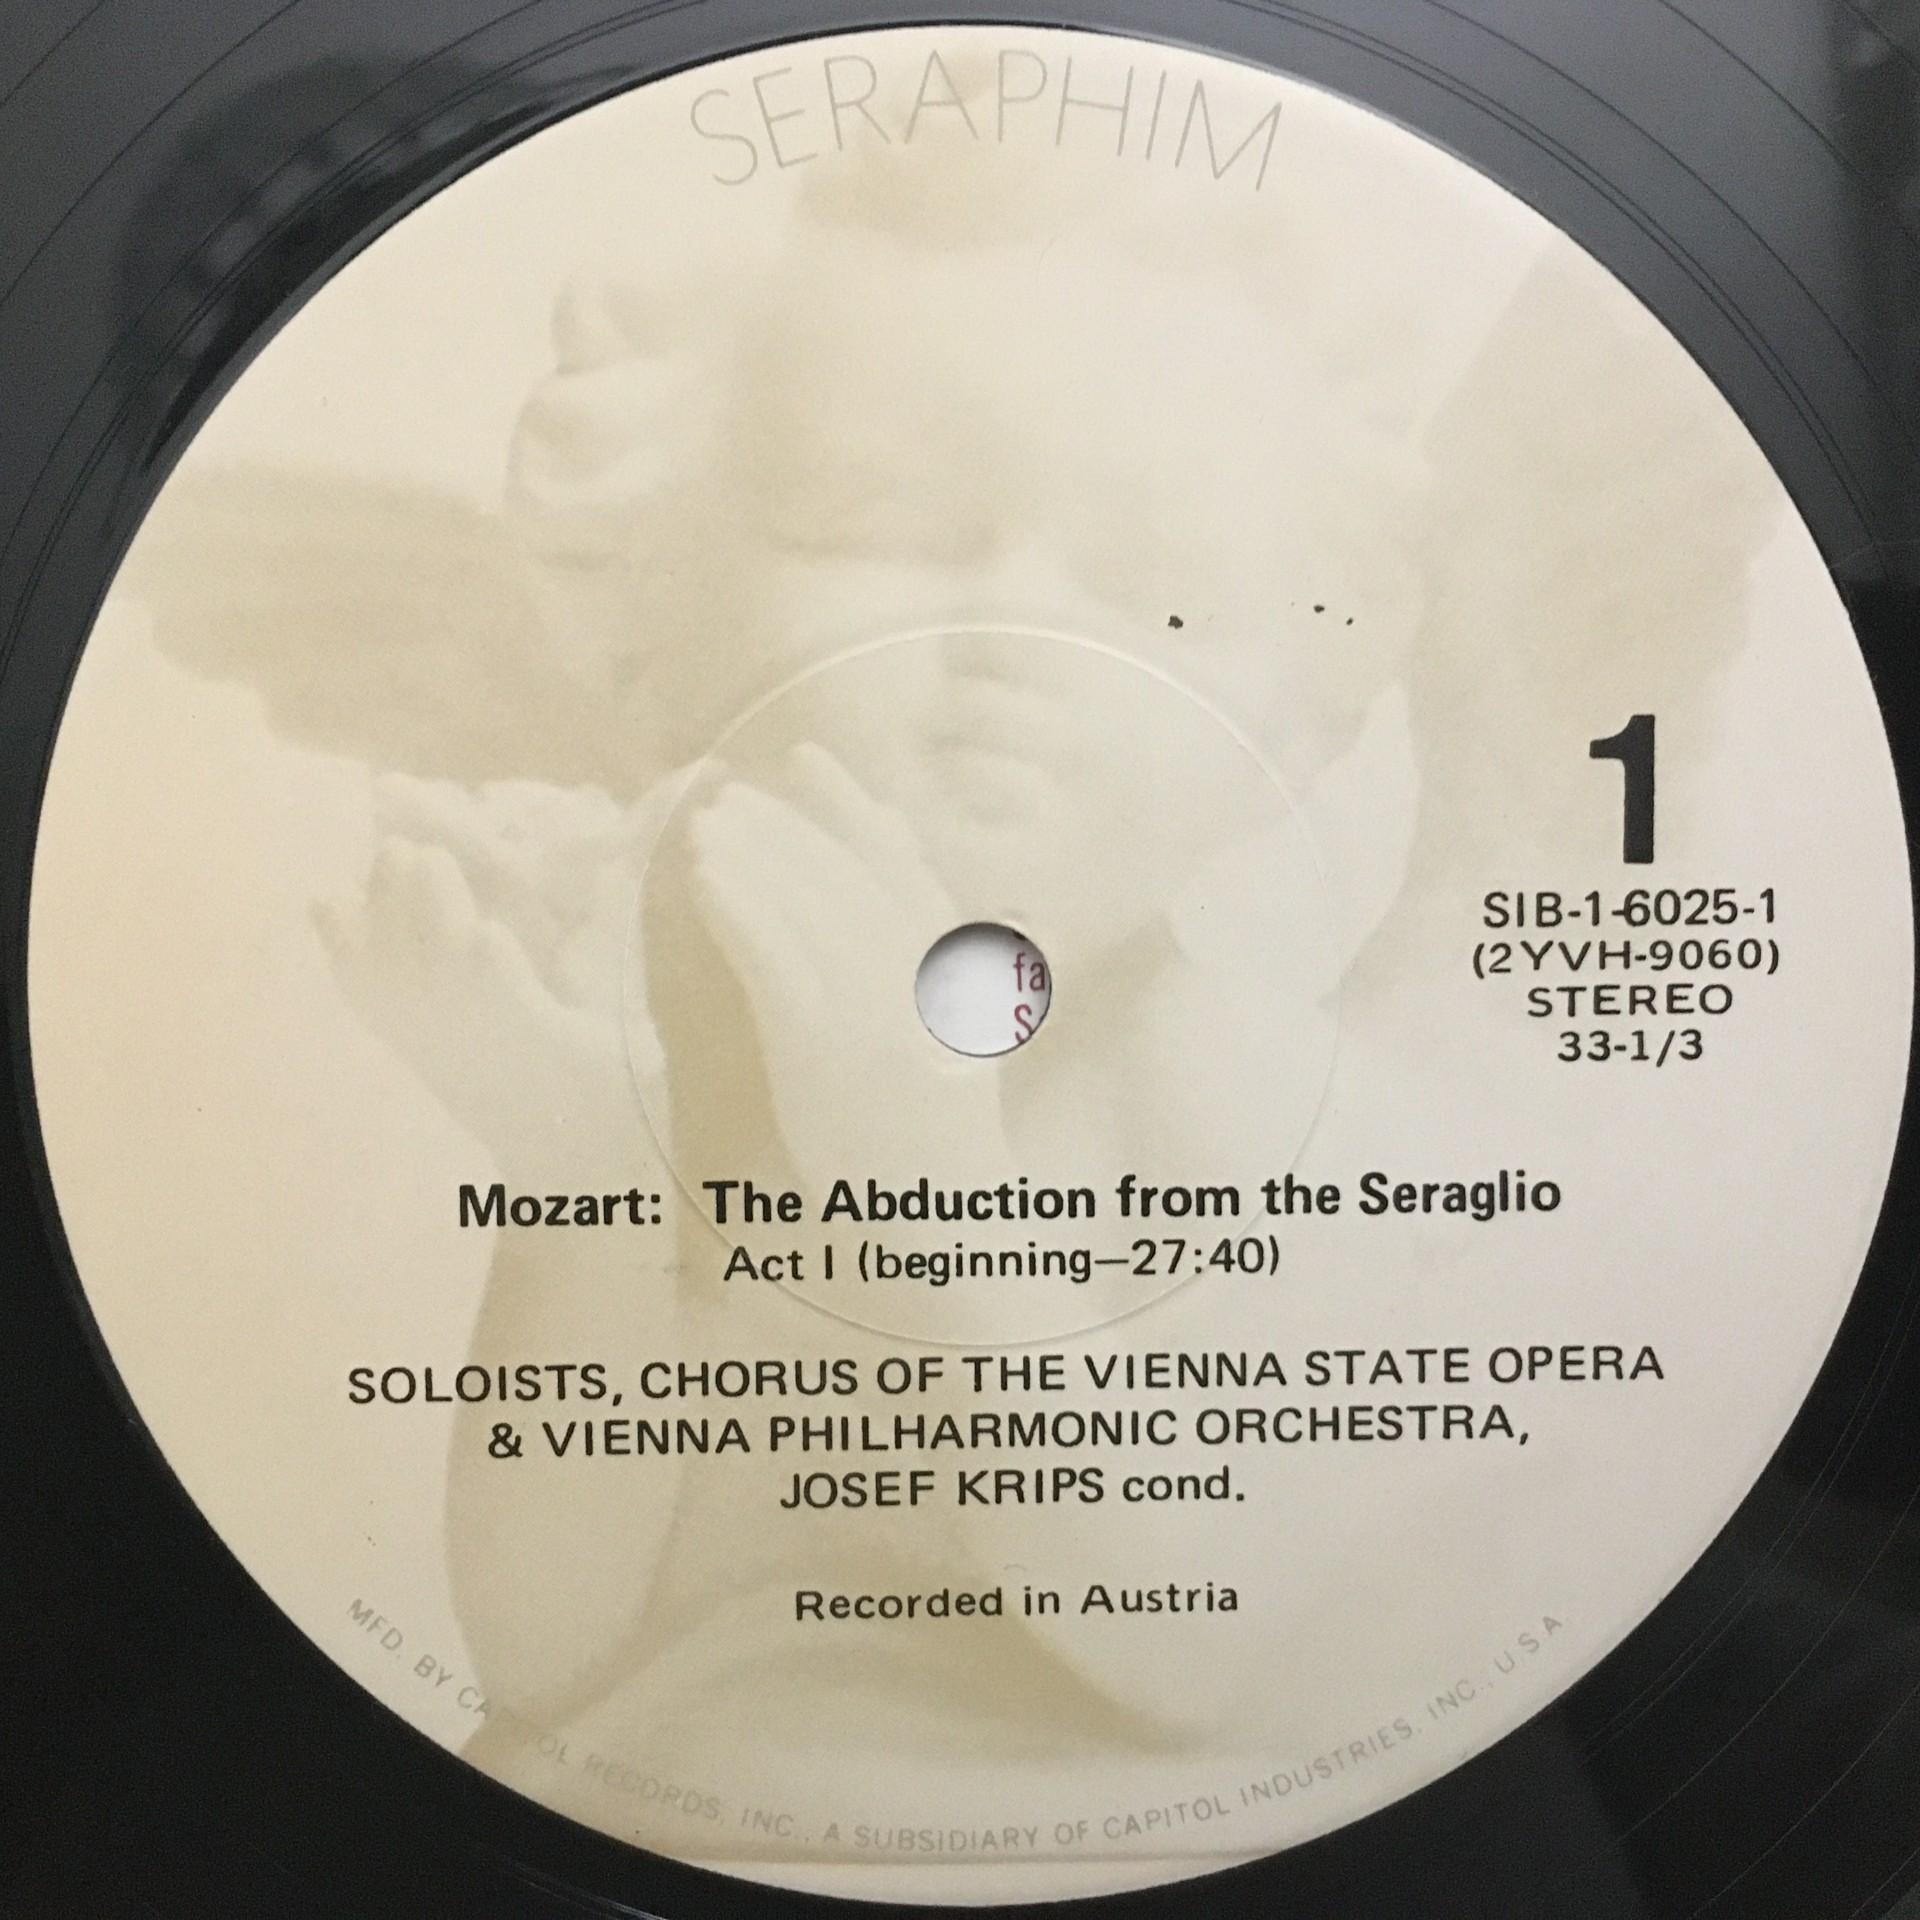 SERAPHIM
1
SIB-1-6025-1
(2YVH-9060)
STEREO
33-1/3
fa
S
Mozart: The Abduction from the Seraglio
Act I (beginning—27:40)
SOLOISTS, CHORUS OF THE VIENNA STATE OPERA
& VIENNA PHILHARMONIC ORCHESTRA,
JOSEF KRIPS cond.
Recorded in Austria
MFD. BY CAPITOL RECORDS, INC., A SUBSIDIARY OF CAPITOL INDUSTRIES, INC., U.S.A